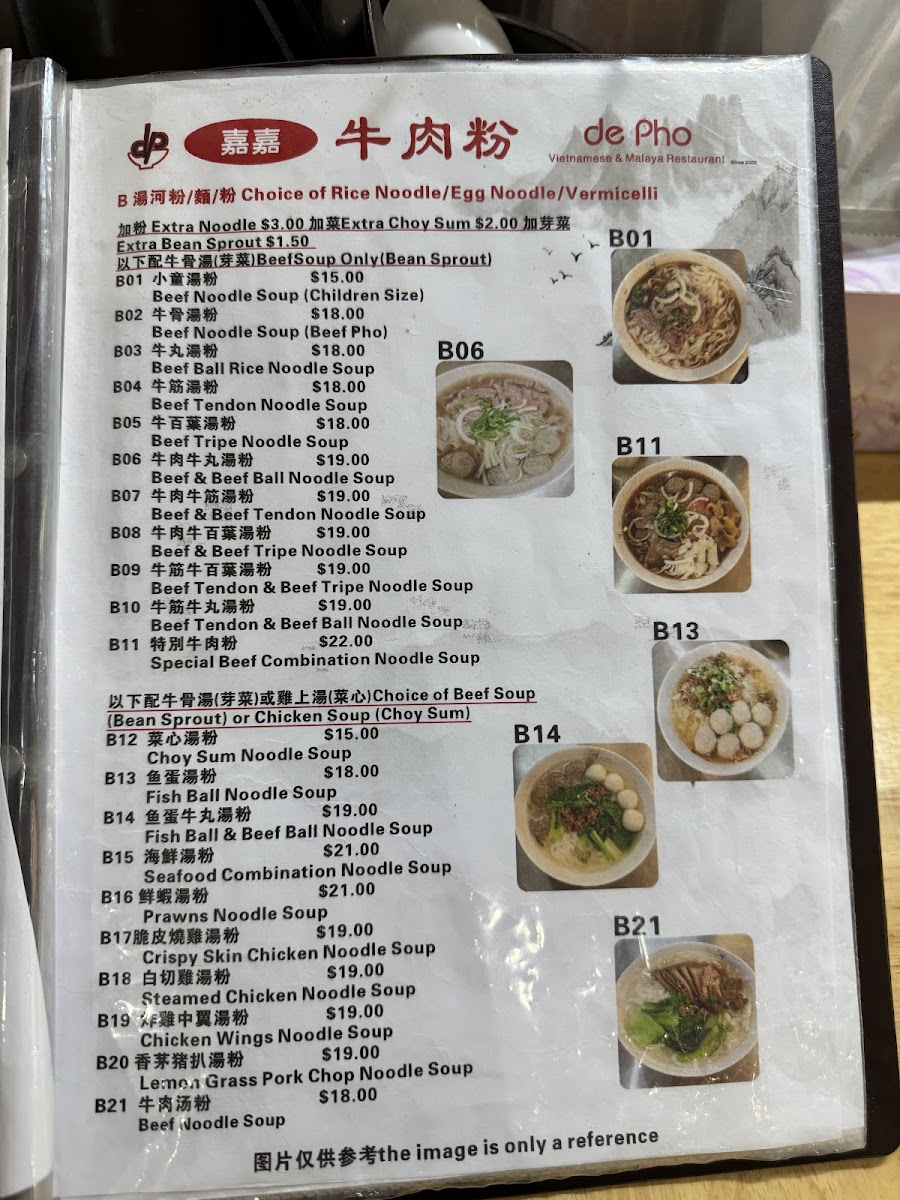 dp 嘉嘉 牛肉粉 de Pho
Vietnamese & Malaya Restaurant Since 2006
B 湯河粉/麵/粉 Choice of Rice Noodle/Egg Noodle/Vermicelli
加粉 Extra Noodle $3.00 加菜Extra Choy Sum $2.00 加芽菜
Extra Bean Sprout $1.50
以下配牛骨湯(芽菜)BeefSoup Only(Bean Sprout)
B01 小童湯粉 $15.00
Beef Noodle Soup (Children Size)
B02 牛骨湯粉 $18.00
Beef Noodle Soup (Beef Pho)
B03 牛丸湯粉 $18.00
Beef Ball Rice Noodle Soup
B04 牛筋湯粉 $18.00
Beef Tendon Noodle Soup
B05 牛百葉湯粉 $18.00
Beef Tripe Noodle Soup
B06 牛肉牛丸湯粉 $19.00
Beef & Beef Ball Noodle Soup
B07 牛肉牛筋湯粉 $19.00
Beef & Beef Tendon Noodle Soup
B08 牛肉牛百葉湯粉 $19.00
Beef & Beef Tripe Noodle Soup
B09 牛筋牛百葉湯粉 $19.00
Beef Tendon & Beef Tripe Noodle Soup
B10 牛筋牛丸湯粉 $19.00
Beef Tendon & Beef Ball Noodle Soup
B11 特別牛肉粉 $22.00
Special Beef Combination Noodle Soup
以下配牛骨湯(芽菜)或雞上湯(菜心)Choice of Beef Soup
(Bean Sprout) or Chicken Soup (Choy Sum)
B12 菜心湯粉 $15.00
Choy Sum Noodle Soup
B13 鱼蛋湯粉 $18.00
Fish Ball Noodle Soup
B14 鱼蛋牛丸湯粉 $19.00
Fish Ball & Beef Ball Noodle Soup
B15 海鮮湯粉 $21.00
Seafood Combination Noodle Soup
B16 鮮蝦湯粉 $21.00
Prawns Noodle Soup
B17脆皮燒雞湯粉 $19.00
Crispy Skin Chicken Noodle Soup
B18 白切雞湯粉 $19.00
Steamed Chicken Noodle Soup
B19 炸雞中翼湯粉 $19.00
Chicken Wings Noodle Soup
B20 香茅猪扒湯粉 $19.00
Lemon Grass Pork Chop Noodle Soup
B21 牛肉汤粉 $18.00
Beef Noodle Soup
B01
B06
B11
B13
B14
B21
图片仅供参考the image is only a reference